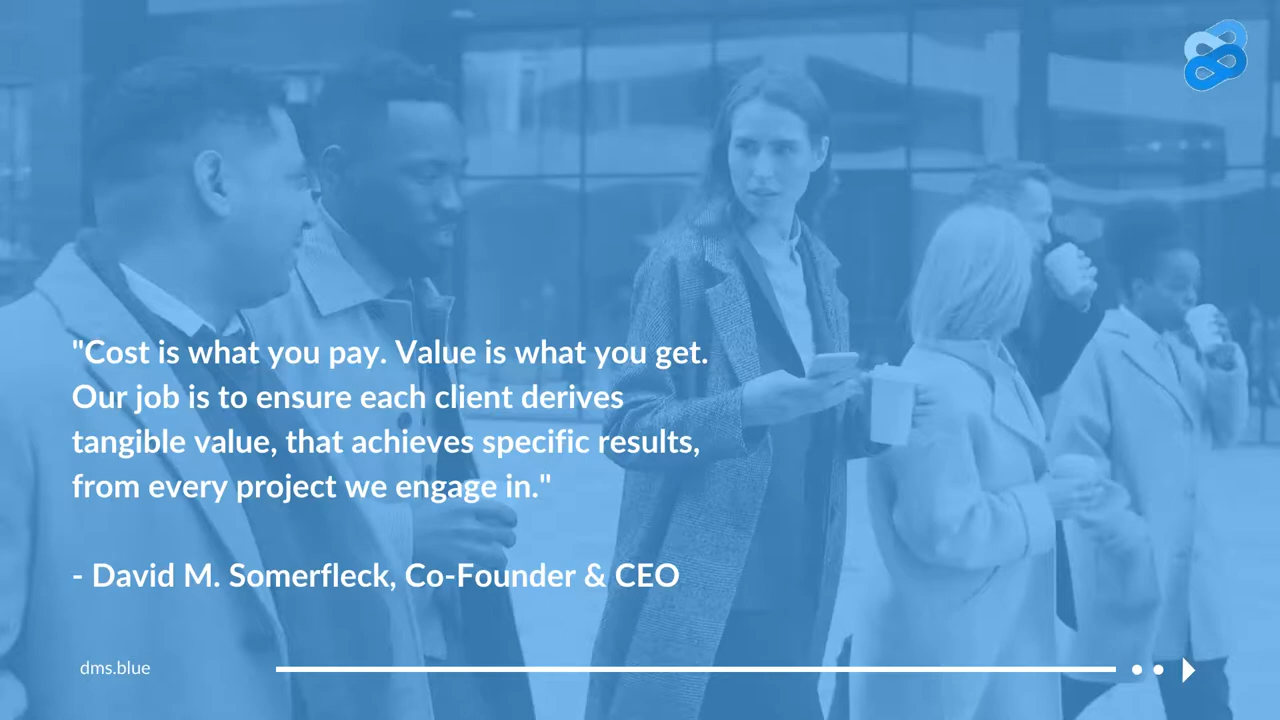 "Cost is what you pay. Value is what you get.
Our job is to ensure each client derives
tangible value, that achieves specific results,
from every project we engage in."
- David M. Somerfleck, Co-Founder & CEO
dms.blue